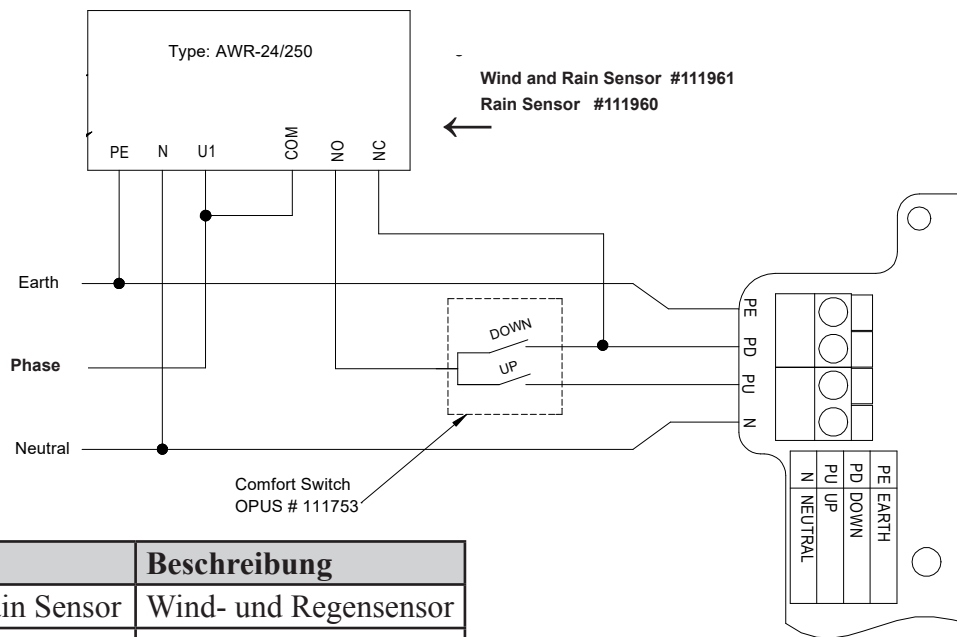 Type: AWR-24/250
Wind and Rain Sensor #111961
Rain Sensor #111960
PE N U1 COM NO NC
Earth
Phase
Neutral
DOWN
UP
PE
PD
PU
N
Comfort Switch
OPUS # 111753
PE EARTH
PD DOWN
PU UP
N NEUTRAL
Beschreibung
Sensor Wind- und Regensensor